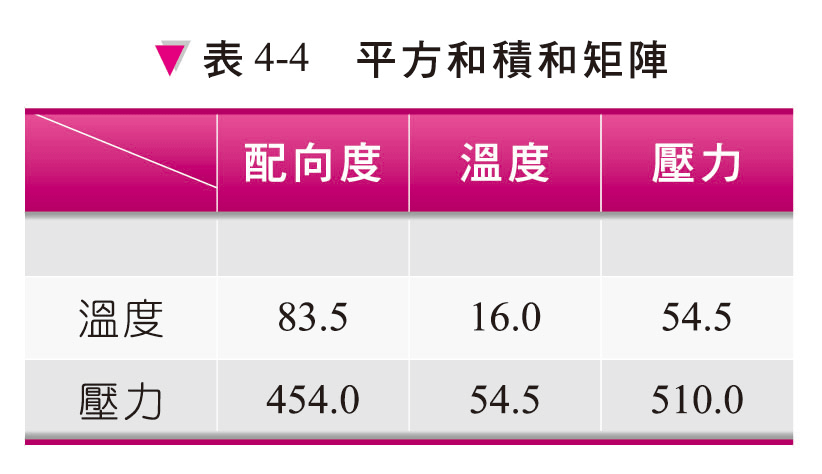 ▼ 表 4-4 平方和積和矩陣
配向度 溫度 壓力
溫度 83.5 16.0 54.5
壓力 454.0 54.5 510.0